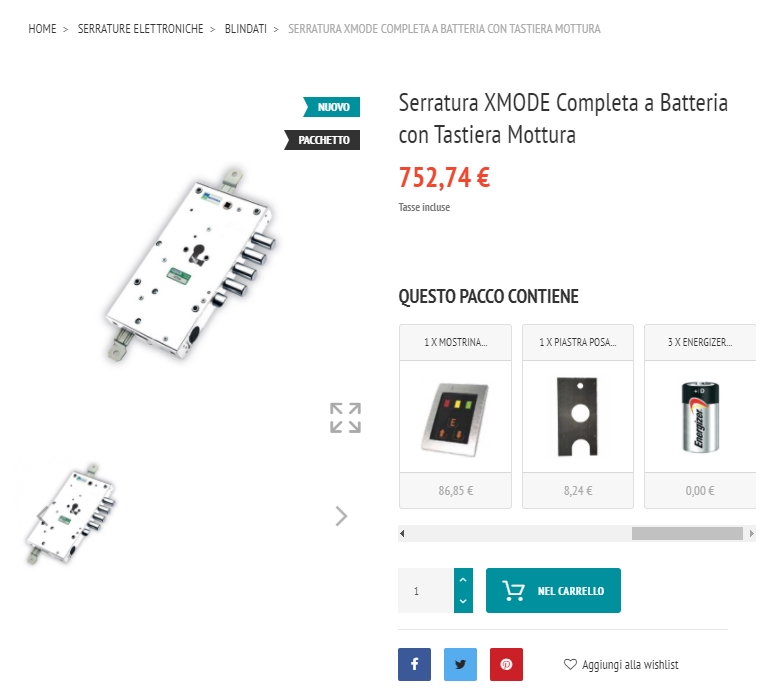 HOME > SERRATURE ELETTRONICHE > BLINDATI > SERRATURA XMODE COMPLETA A BATTERIA CON TASTIERA MOTTURA
NUOVO
PACCHETTO
Serratura XMODE Completa a Batteria
con Tastiera Mottura
752,74 €
Tasse incluse
QUESTO PACCO CONTIENE
1 X MOSTRINA...
1 X PIASTRA POSA...
3 X ENERGIZER...
Energizer
86,85 €
8,24 €
0,00 €
1
NEL CARRELLO
Aggiungi alla wishlist